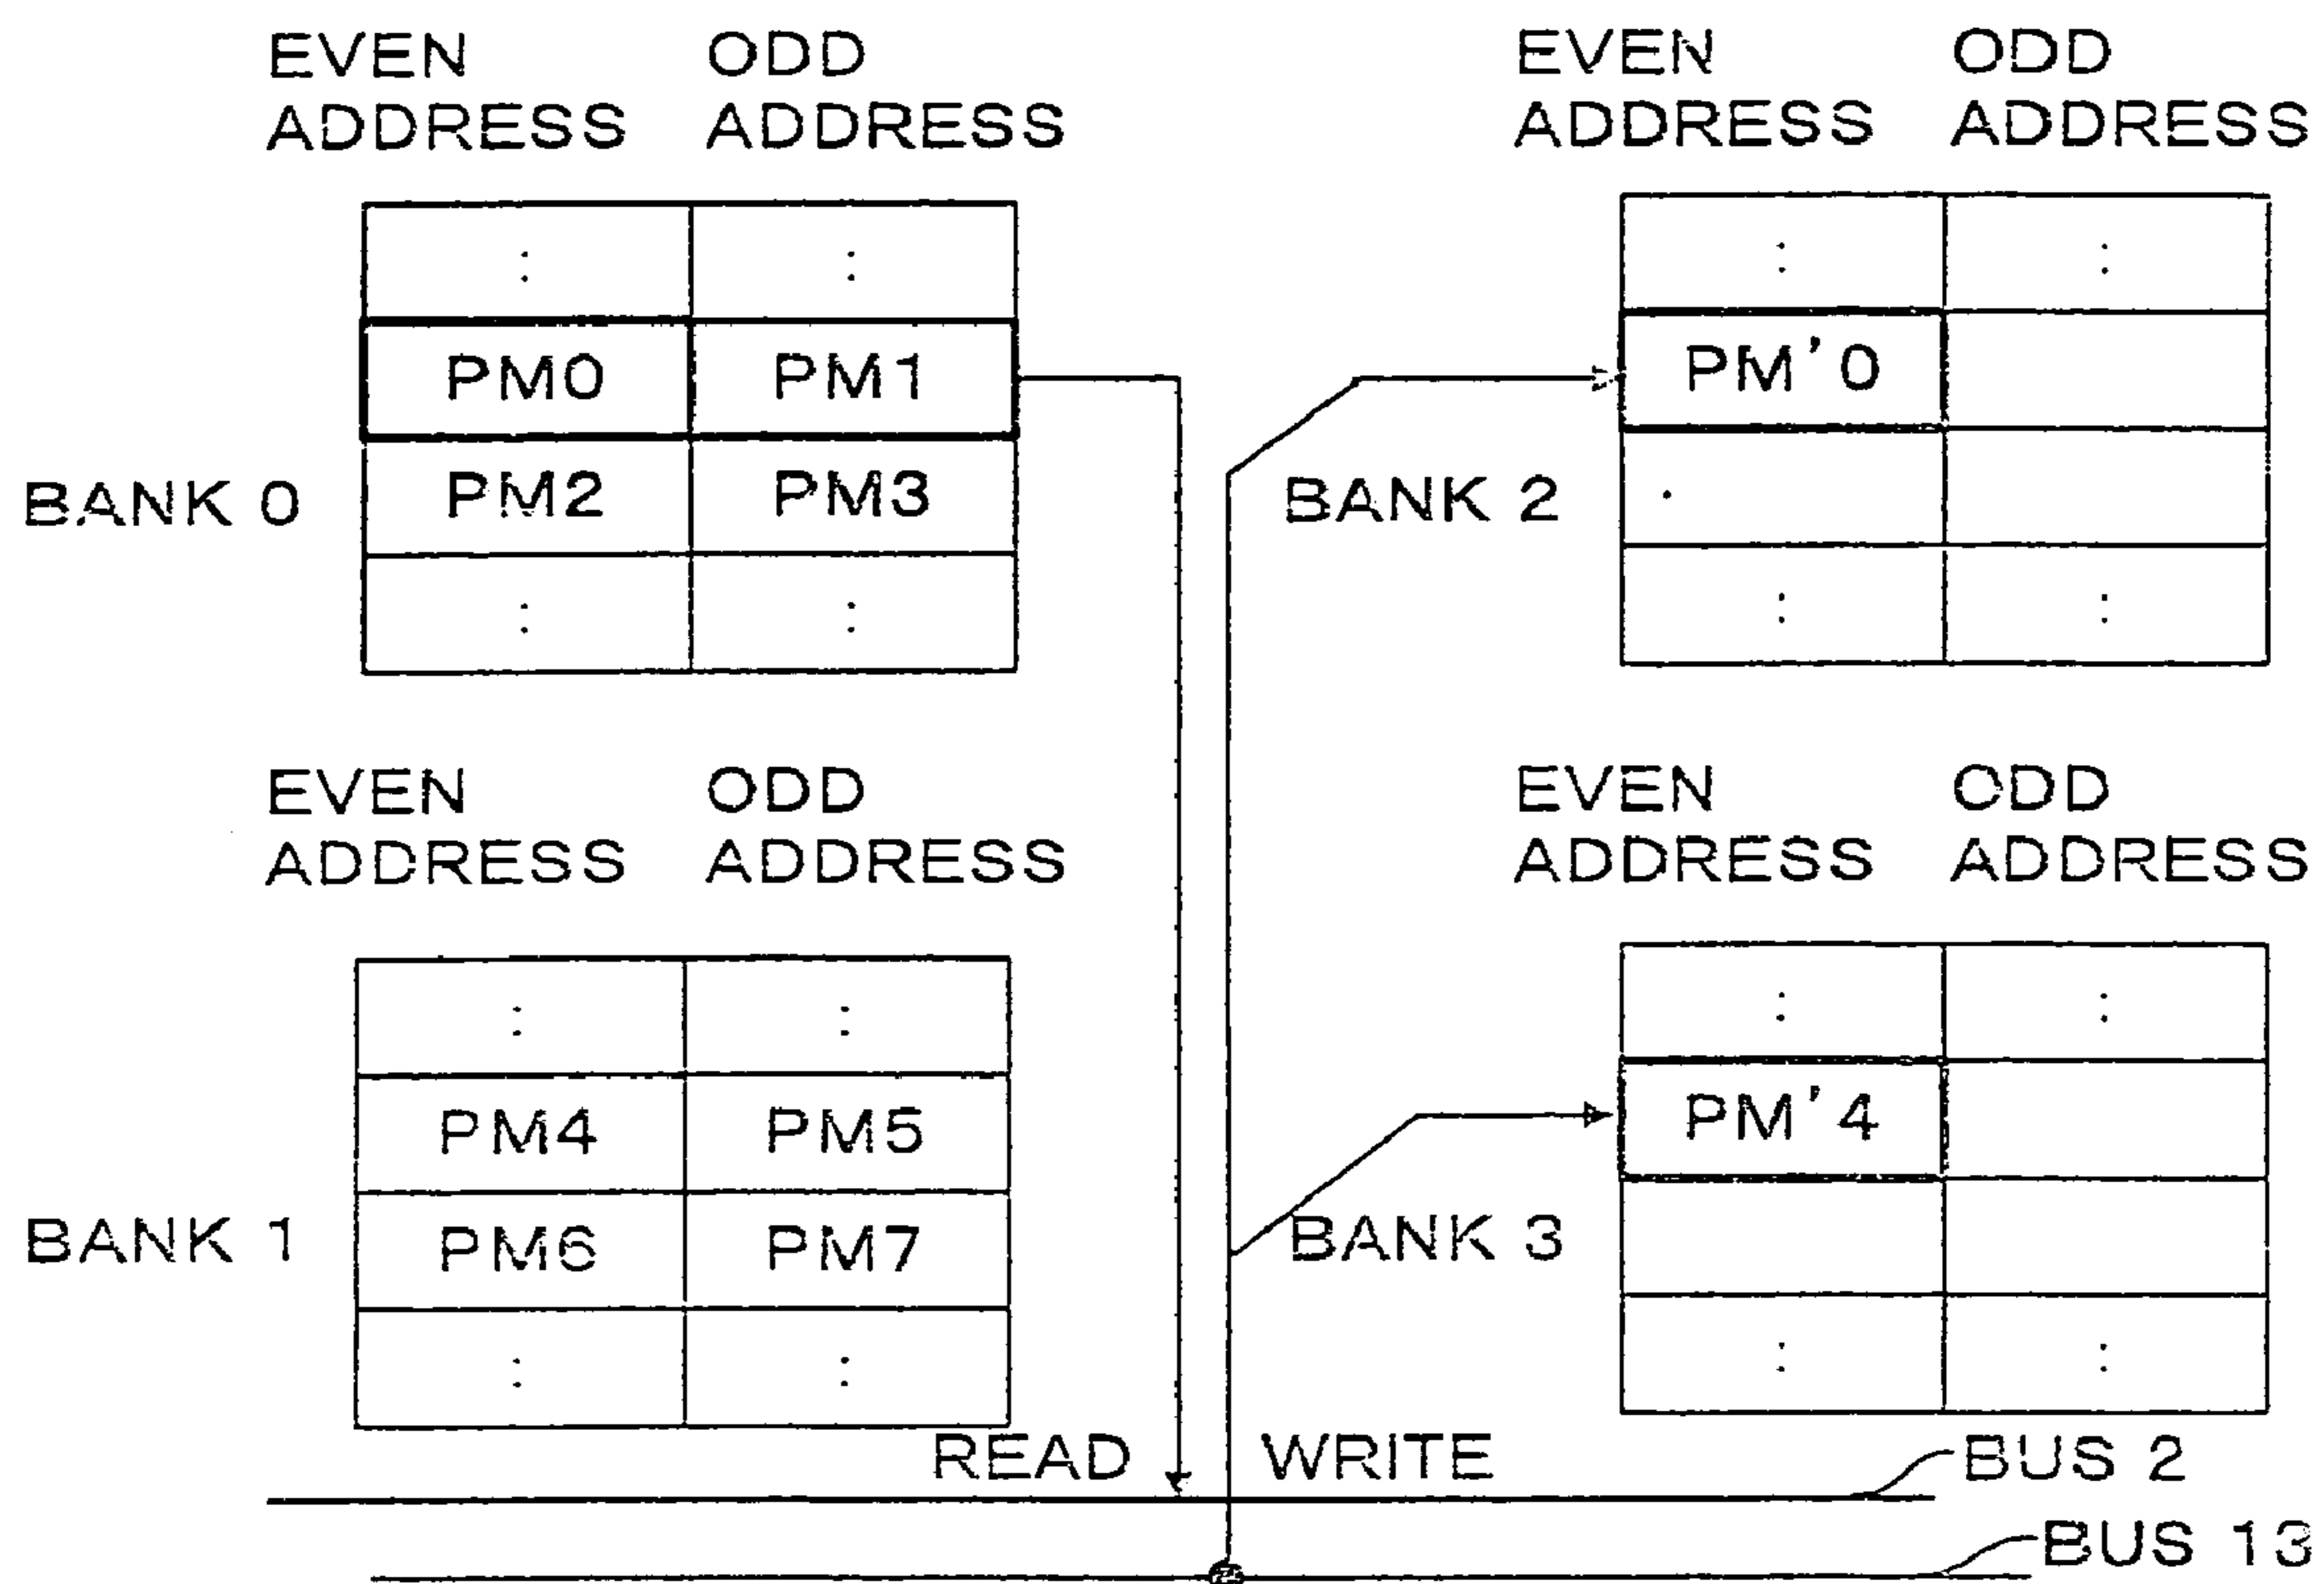 EVEN ADDRESS
ODD ADDRESS
EVEN ADDRESS
ODD ADDRESS
:
:
:
:
PM0
PM1
PM'0
BANK 0
PM2
PM3
BANK 2
:
:
:
:
EVEN ADDRESS
ODD ADDRESS
EVEN ADDRESS
ODD ADDRESS
:
:
:
:
PM4
PM5
PM'4
BANK 1
PM6
PM7
BANK 3
:
:
:
:
READ
WRITE
BUS 2
BUS 13